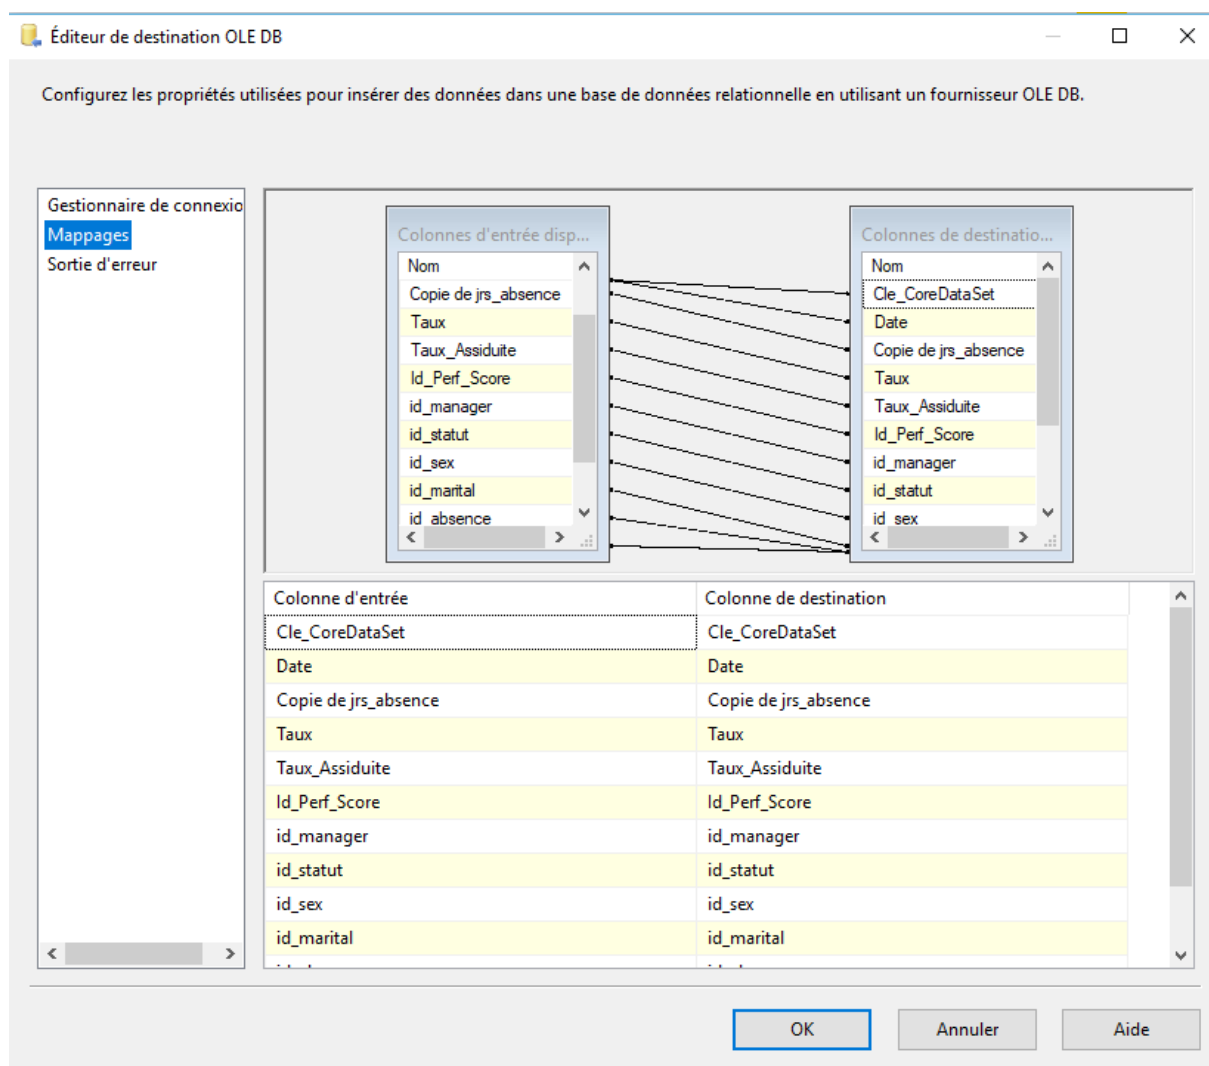 Éditeur de destination OLE DB
Configurez les propriétés utilisées pour insérer des données dans une base de données relationnelle en utilisant un fournisseur OLE DB.
Gestionnaire de connexio
Mappages
Sortie d'erreur
Colonnes d'entrée disp...
Nom
Copie de jrs_absence
Taux
Taux_Assiduite
Id_Perf_Score
id_manager
id_statut
id_sex
id_marital
id_absence
Colonnes de destinatio...
Nom
Cle_CoreDataSet
Date
Copie de jrs_absence
Taux
Taux_Assiduite
Id_Perf_Score
id_manager
id_statut
id_sex
Colonne d'entrée Colonne de destination
Cle_CoreDataSet Cle_CoreDataSet
Date Date
Copie de jrs_absence Copie de jrs_absence
Taux Taux
Taux_Assiduite Taux_Assiduite
Id_Perf_Score Id_Perf_Score
id_manager id_manager
id_statut id_statut
id_sex id_sex
id_marital id_marital
OK Annuler Aide